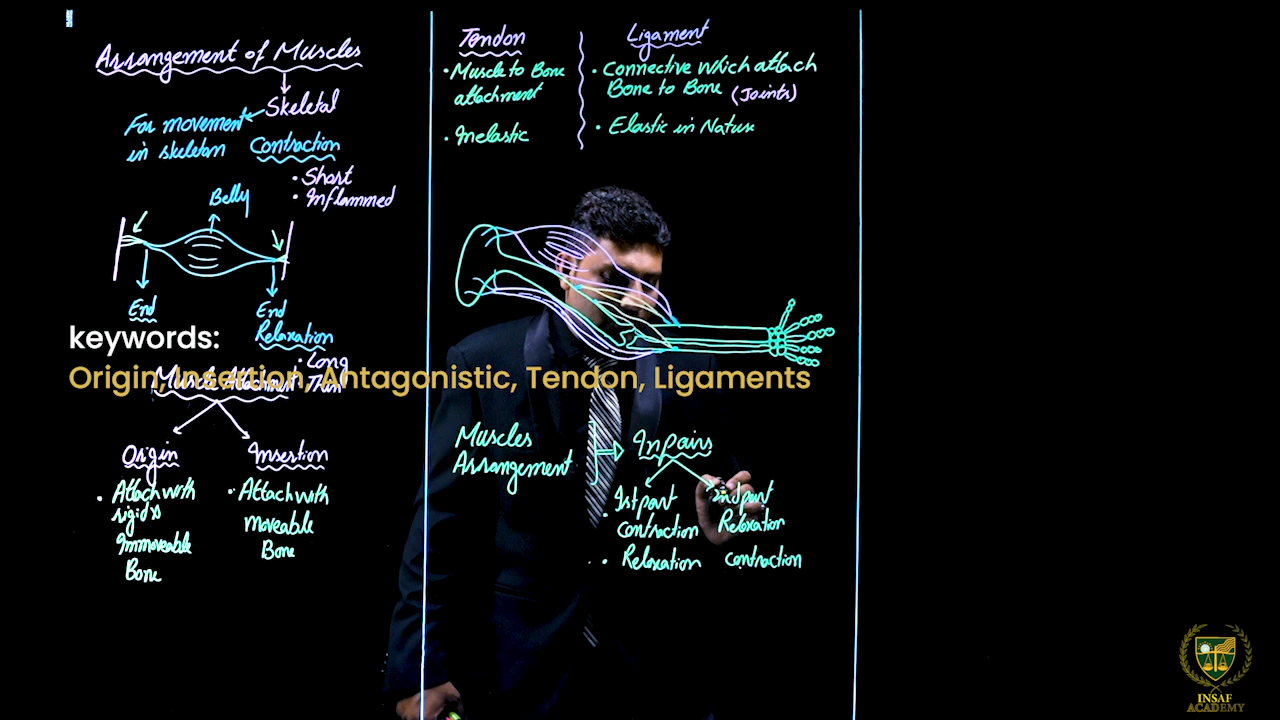 Arrangement of Muscles
Skeletal
For movement
in skeleton
Contraction
• Short
• Inflammed
Belly
End
End
Relaxation
• Long
• Thin
keywords:
Origin, Insertion, Antagonistic, Tendon, Ligaments
Muscle Attachment
Origin
• Attach with
rigid &
Immoveable
Bone
Insertion
• Attach with
moveable
Bone
Tendon
• Muscle to Bone
attachment
• Inelastic
Ligament
• Connective which attach
Bone to Bone (Joints)
• Elastic in Nature
Muscles
Arrangement
Inpairs
1st part
• contraction
• Relaxation
2nd part
Relaxation
contraction
INSAF
ACADEMY